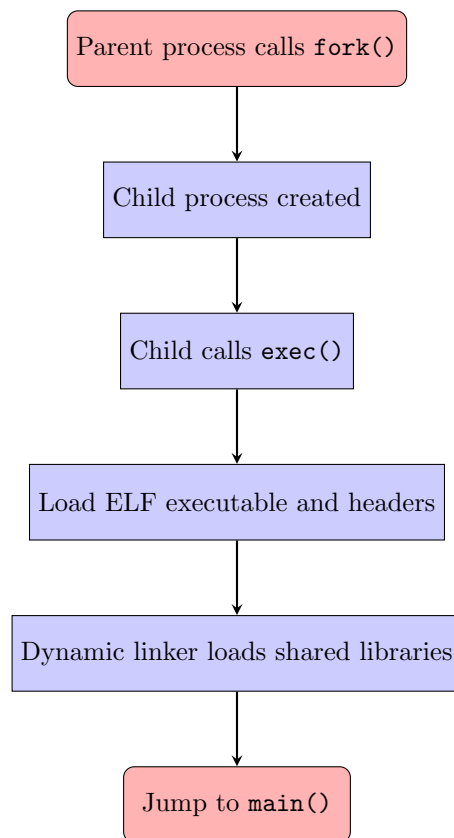 Parent process calls fork()
Child process created
Child calls exec()
Load ELF executable and headers
Dynamic linker loads shared libraries
Jump to main()